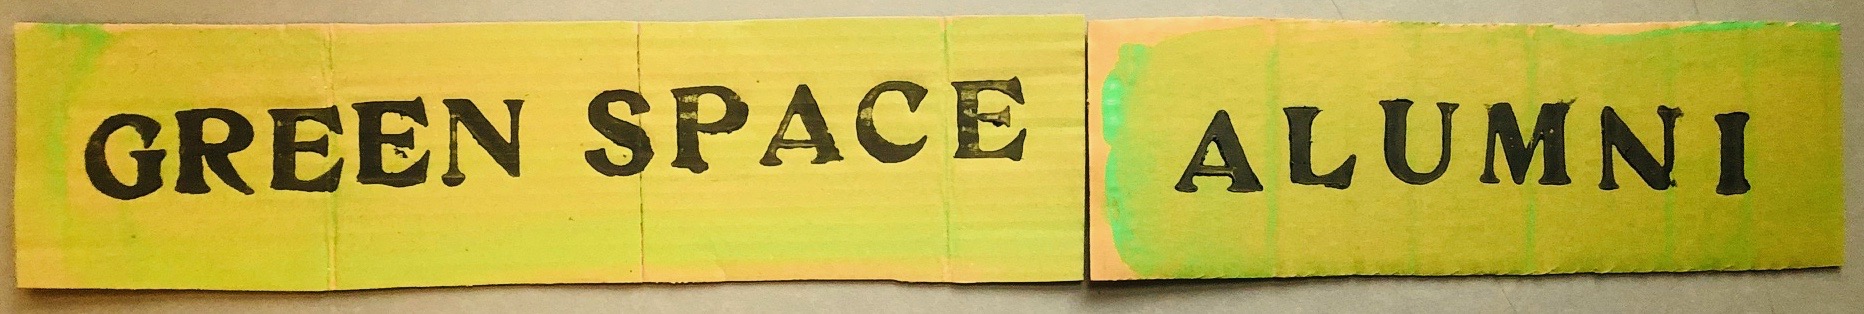 GREEN SPACE ALUMNI